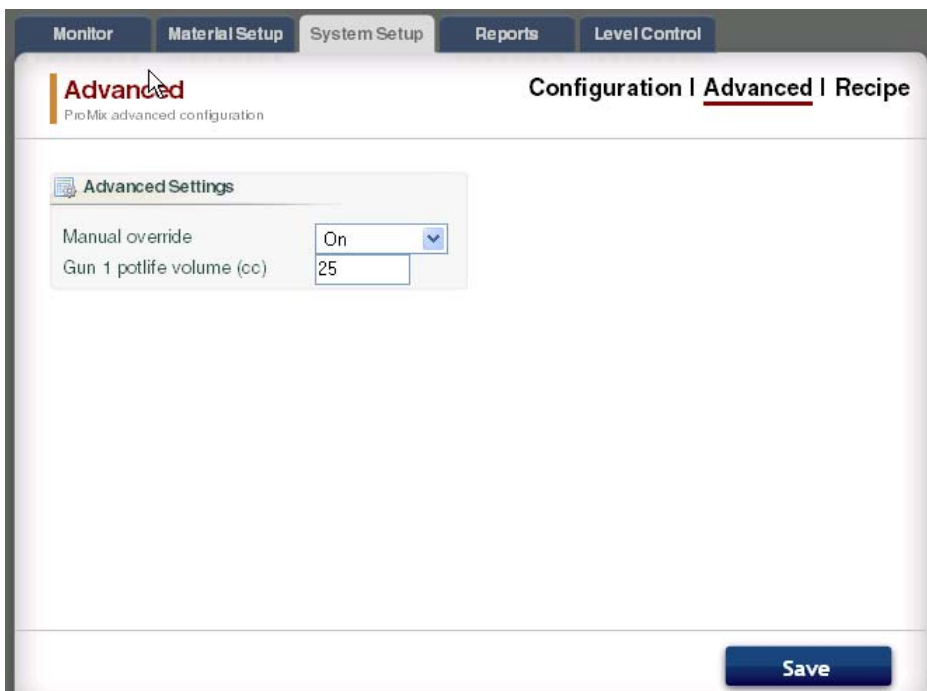 Monitor Material Setup System Setup Reports Level Control
Advanced
ProMix advanced configuration
Configuration | Advanced | Recipe
Advanced Settings
Manual override On
Gun 1 potlife volume (cc) 25
Save